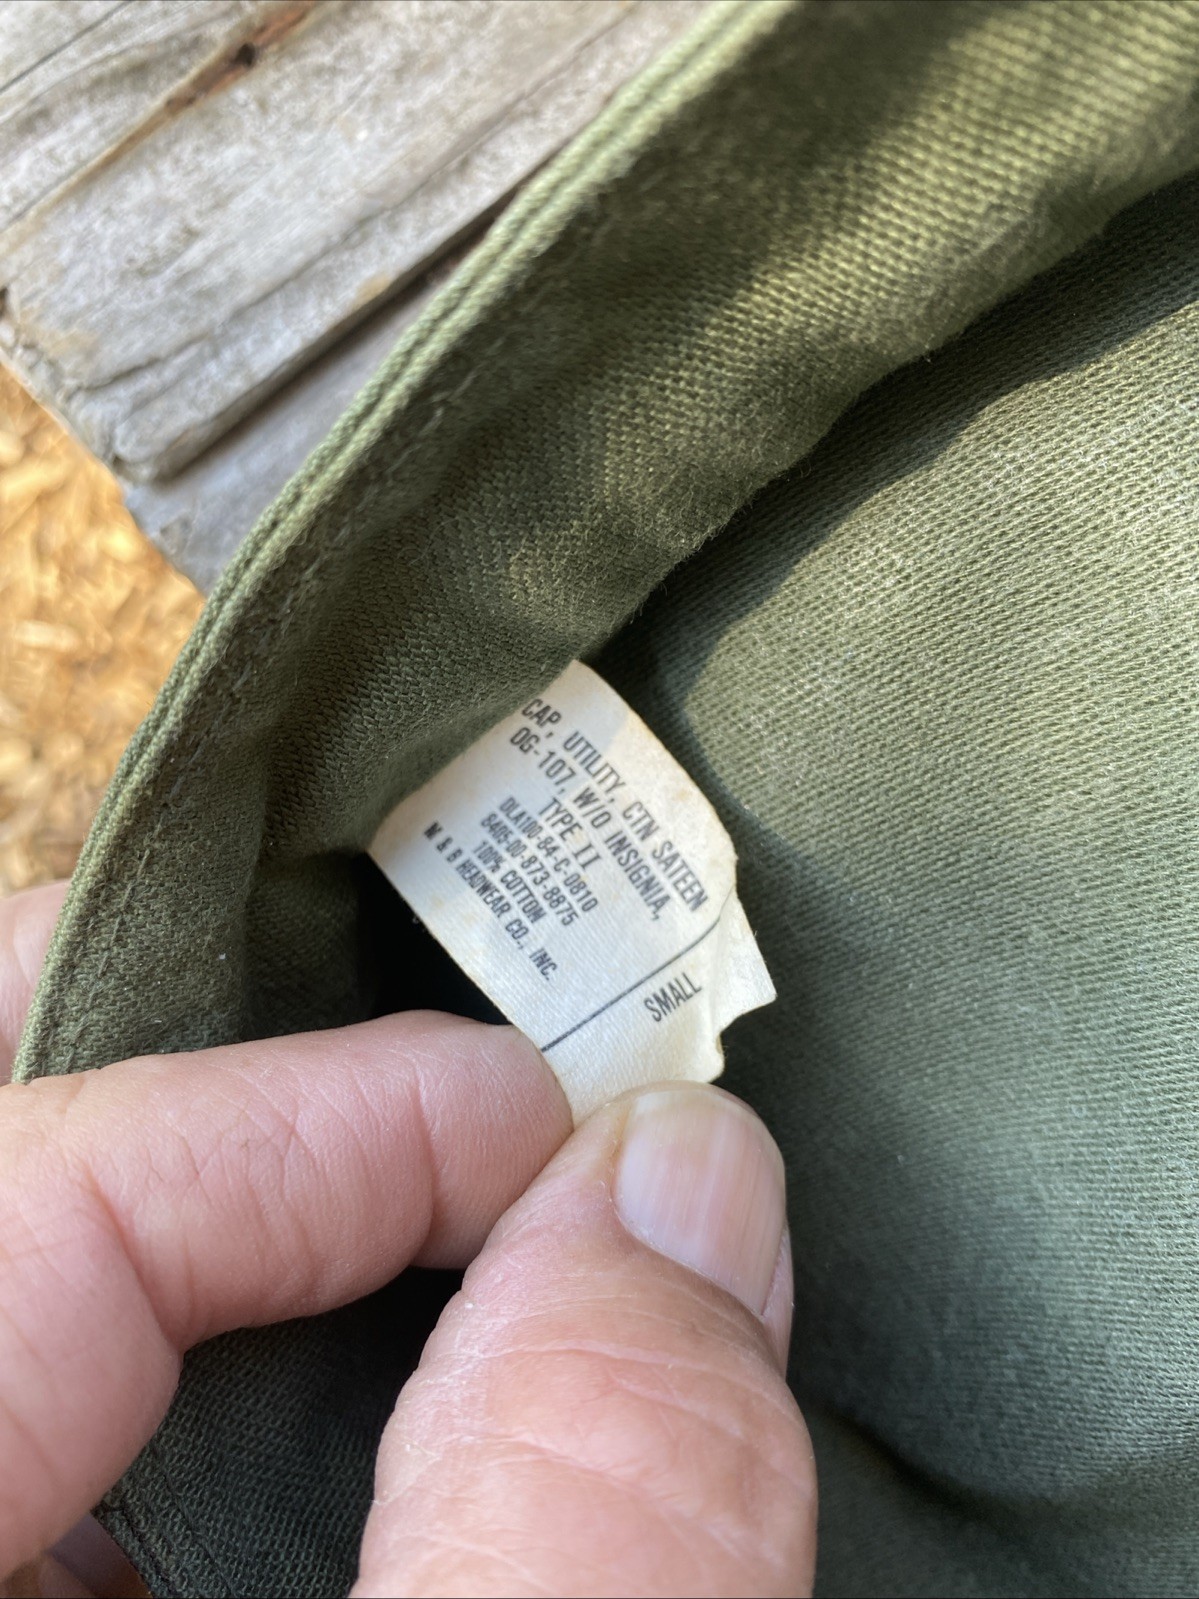 CAP, UTILITY, CTN SATEEN
OG-107, W/O INSIGNIA,
TYPE II
DLA100-84-C-0810
8405-00-873-8875
100% COTTON
M & B HEADWEAR CO., INC.
SMALL